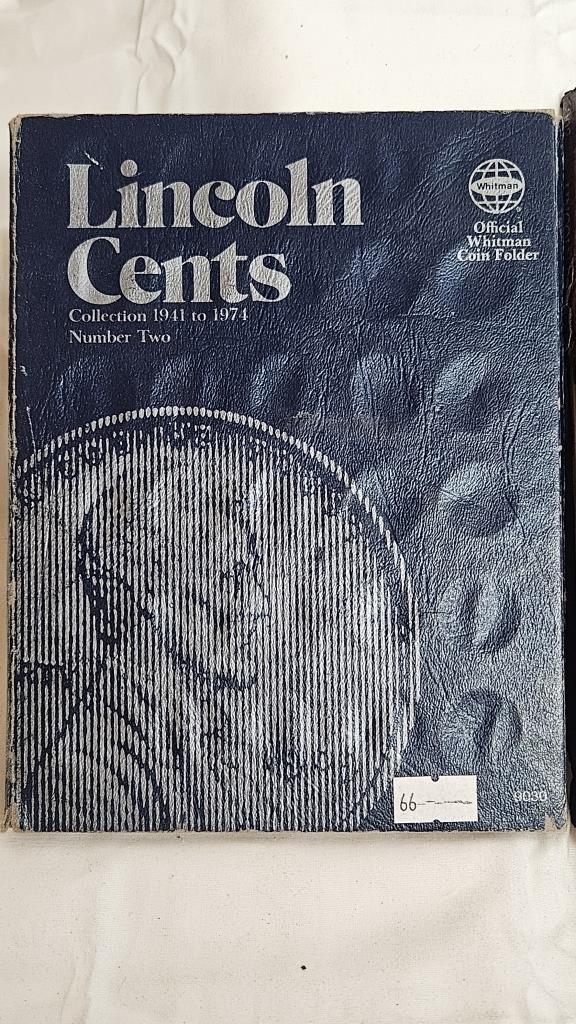 Lincoln
Cents
Collection 1941 to 1974
Number Two
Whitman
Official
Whitman
Coin Folder
66
9030